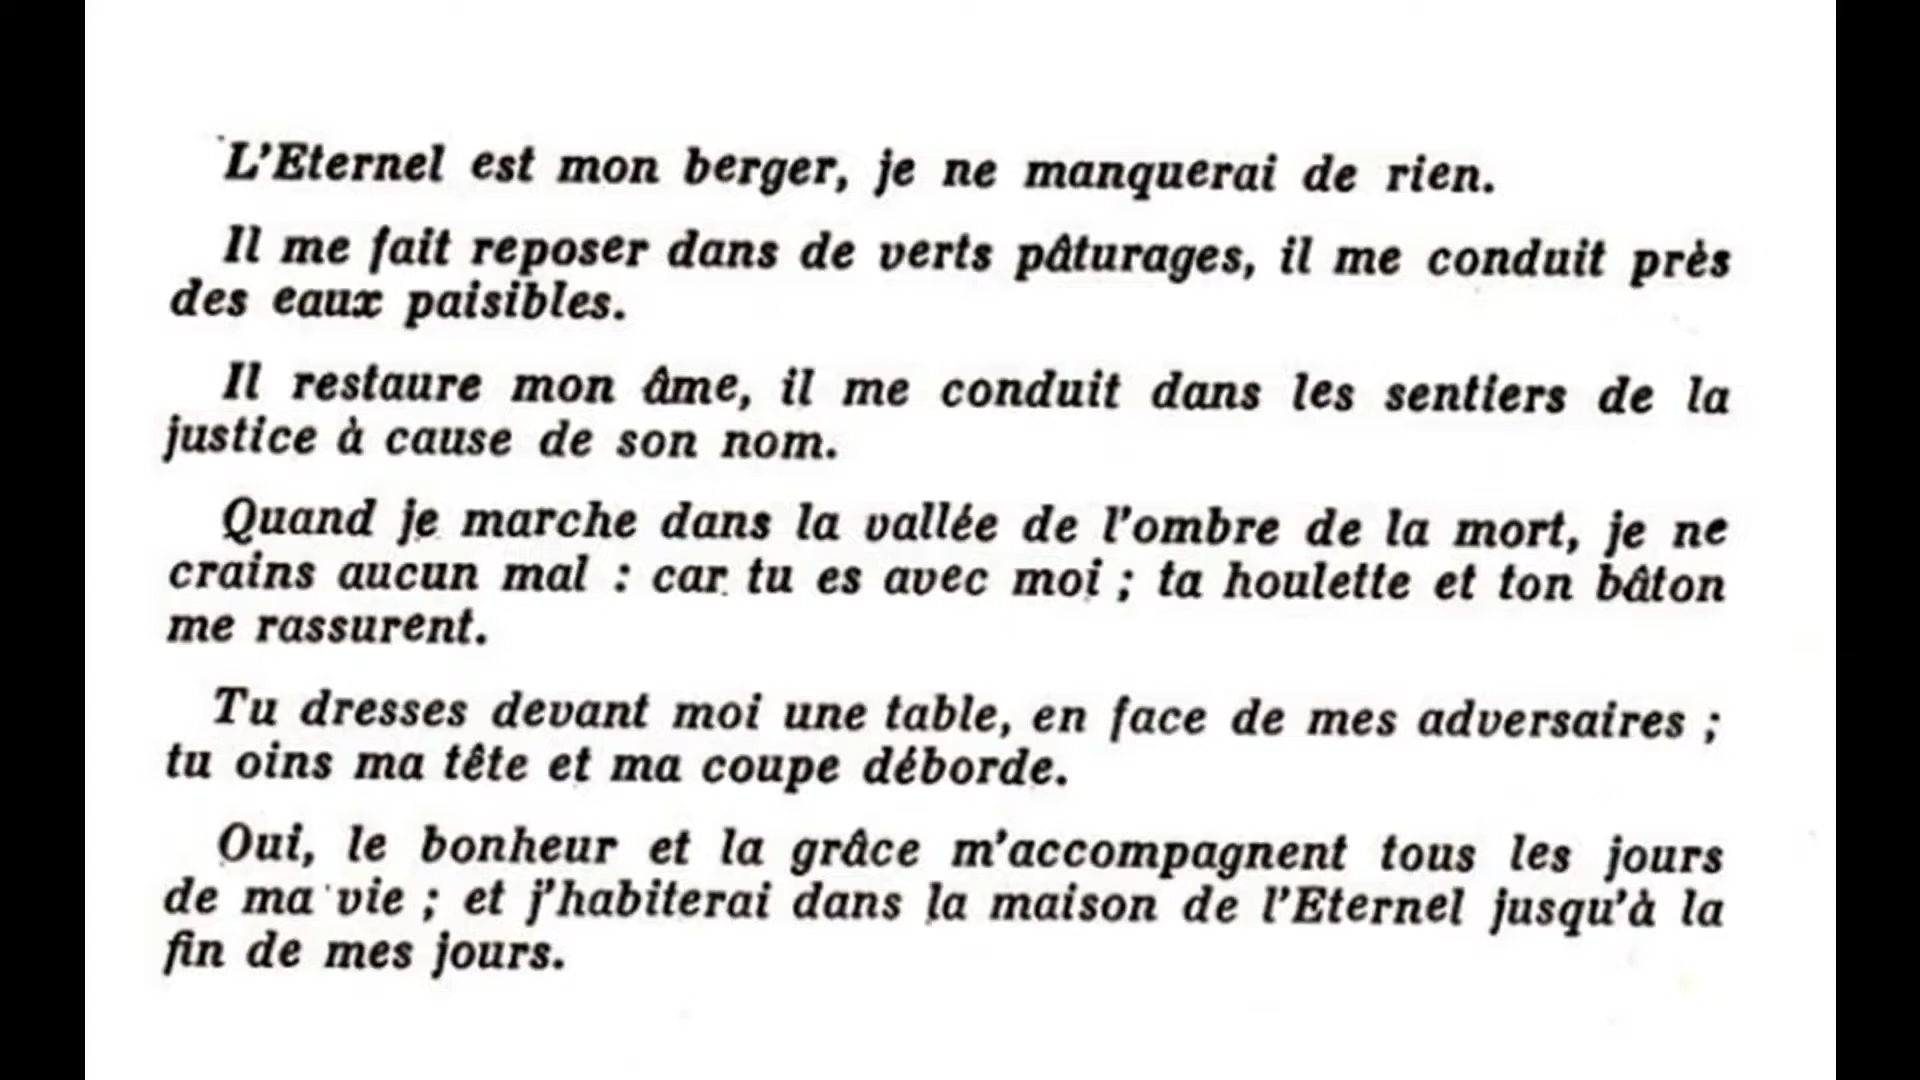 L'Eternel est mon berger, je ne manquerai de rien.
Il me fait reposer dans de verts pâturages, il me conduit près
des eaux paisibles.
Il restaure mon âme, il me conduit dans les sentiers de la
justice à cause de son nom.
Quand je marche dans la vallée de l'ombre de la mort, je ne
crains aucun mal : car tu es avec moi ; ta houlette et ton bâton
me rassurent.
Tu dresses devant moi une table, en face de mes adversaires ;
tu oins ma tête et ma coupe déborde.
Oui, le bonheur et la grâce m'accompagnent tous les jours
de ma vie ; et j'habiterai dans la maison de l'Eternel jusqu'à la
fin de mes jours.